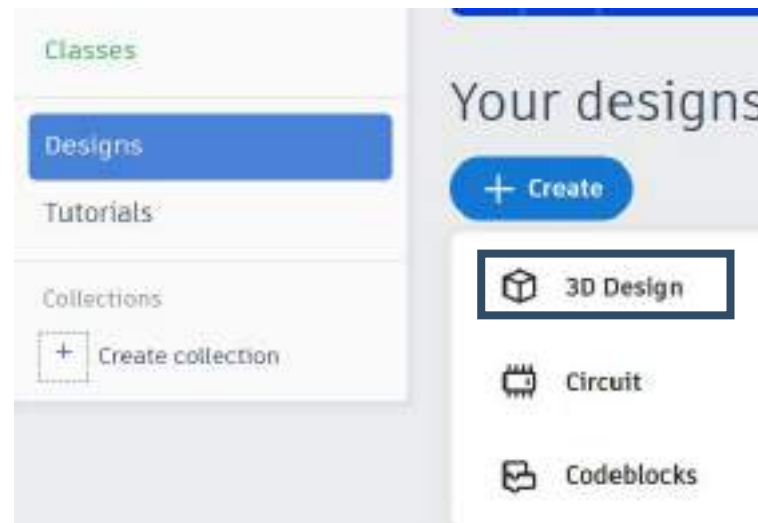 Classes
Designs
Tutorials
Collections
+ Create collection
Your designs
+ Create
3D Design
Circuit
Codeblocks